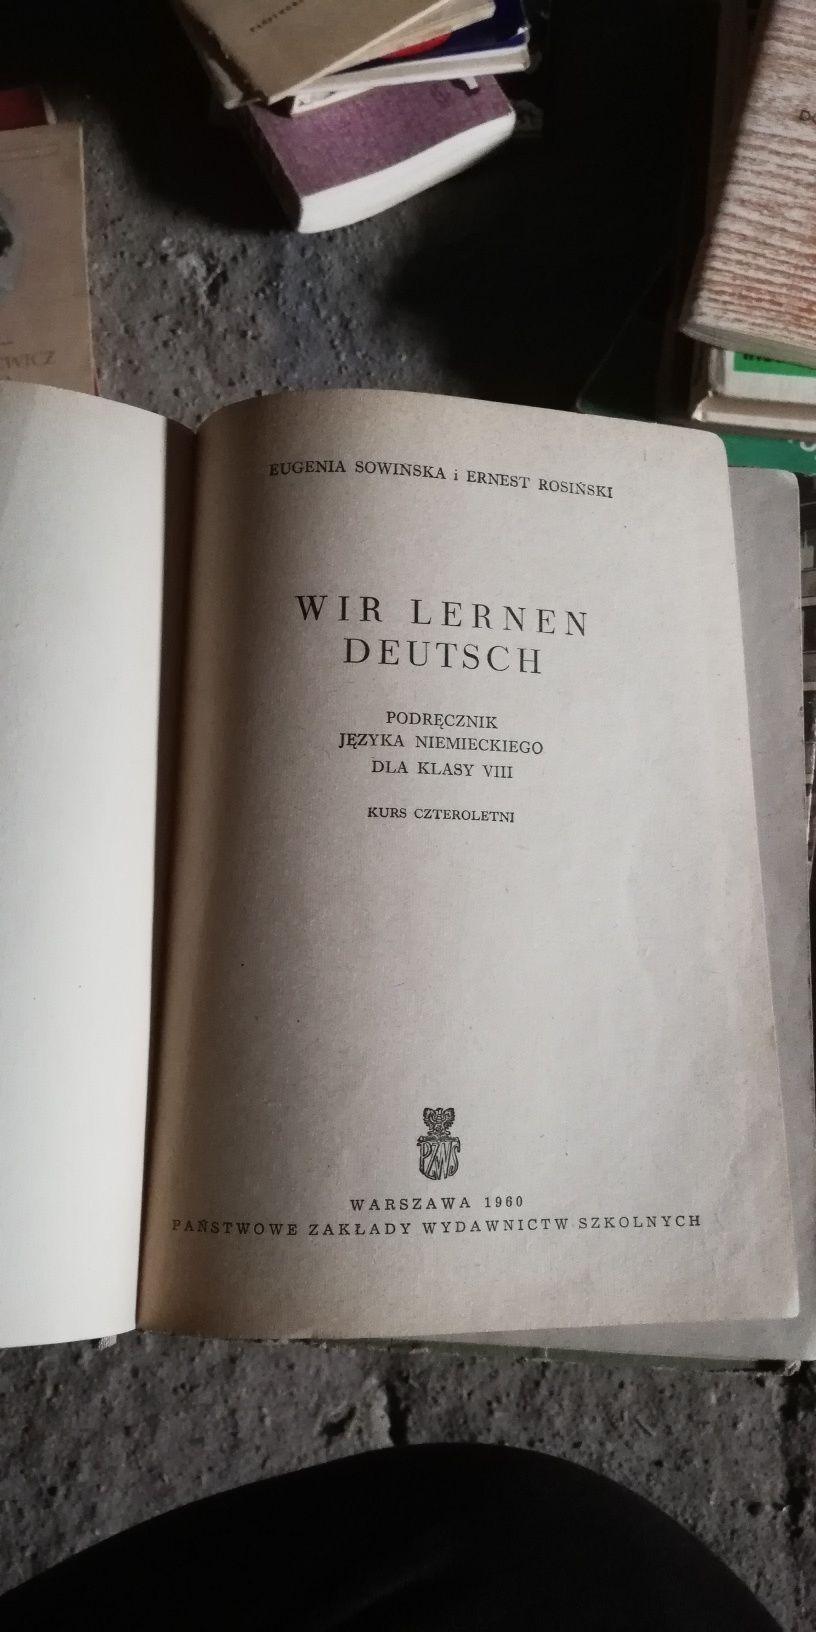 EUGENIA SOWINSKA i ERNEST ROSIŃSKI
WIR LERNEN
DEUTSCH
PODRĘCZNIK
JĘZYKA NIEMIECKIEGO
DLA KLASY VIII
KURS CZTEROLETNI
PZWS
WARSZAWA 1960
PAŃSTWOWE ZAKŁADY WYDAWNICTW SZKOLNYCH